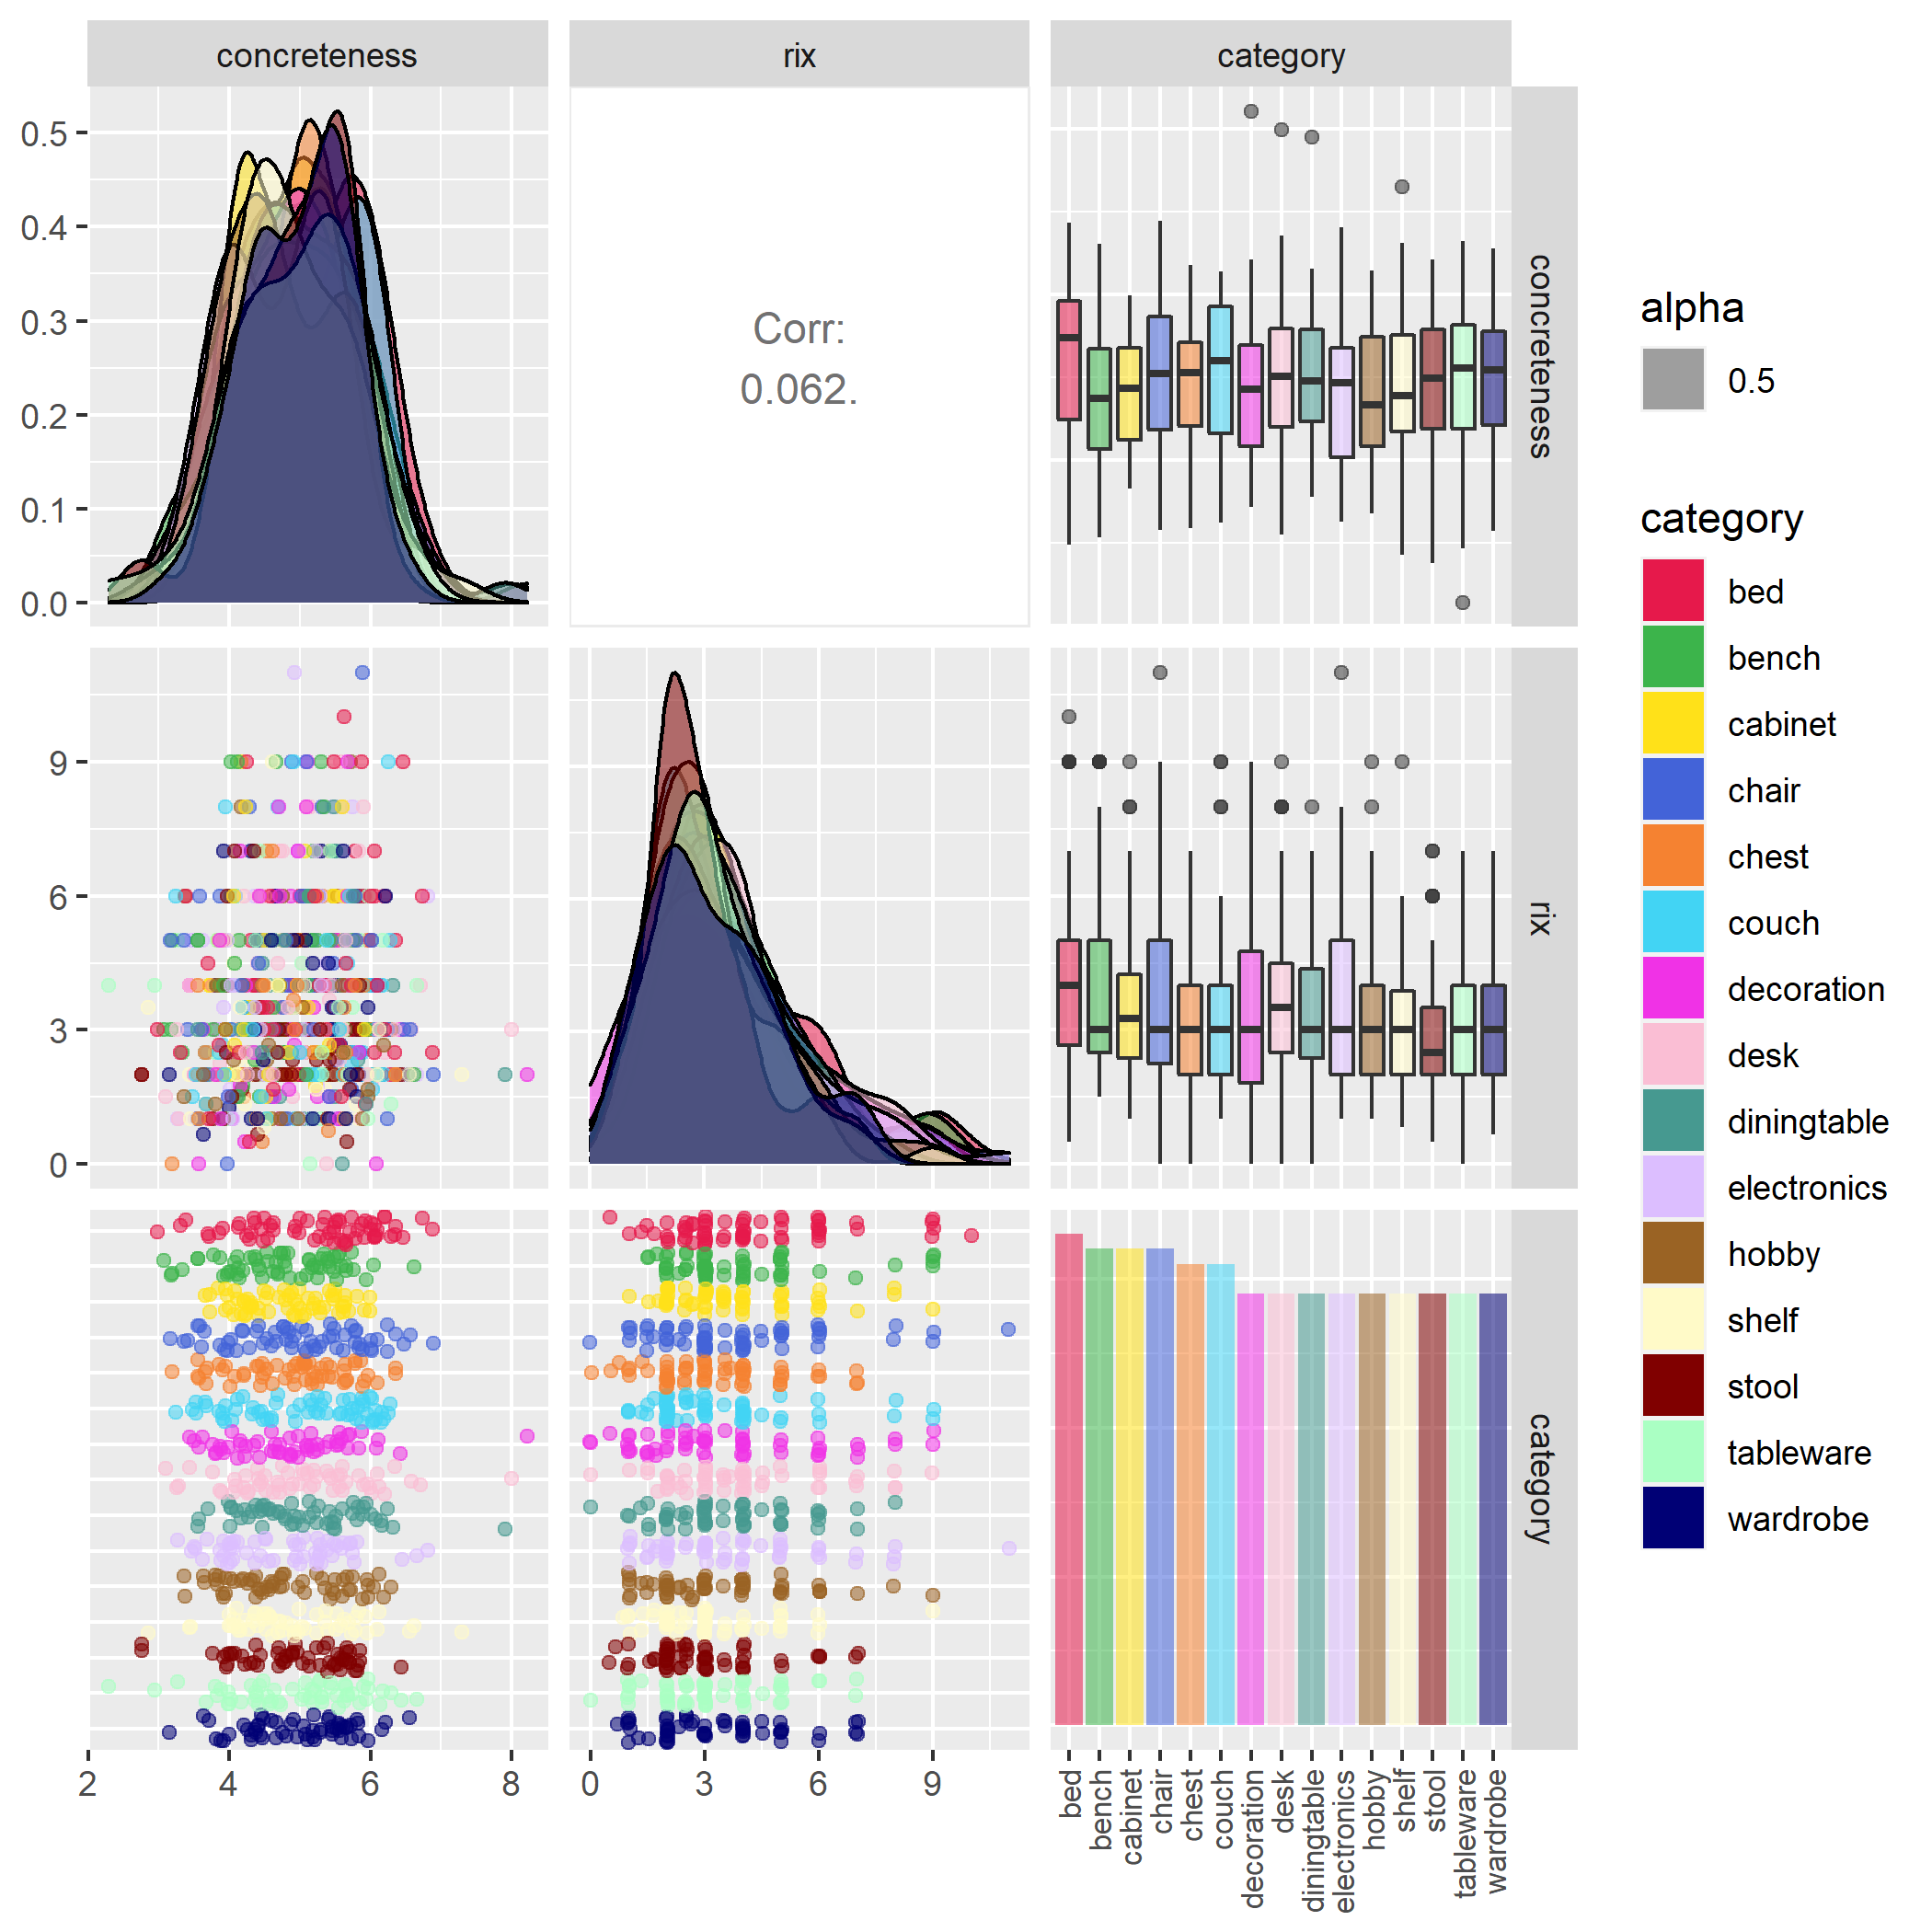 concreteness
rix
category
0.5
0.4
0.3
0.2
0.1
0.0
Corr:
0.062.
concreteness
9
6
3
0
rix
category
2
4
6
8
0
3
6
9
bed
bench
cabinet
chair
chest
couch
decoration
desk
diningtable
electronics
hobby
shelf
stool
tableware
wardrobe
alpha
0.5
category
bed
bench
cabinet
chair
chest
couch
decoration
desk
diningtable
electronics
hobby
shelf
stool
tableware
wardrobe